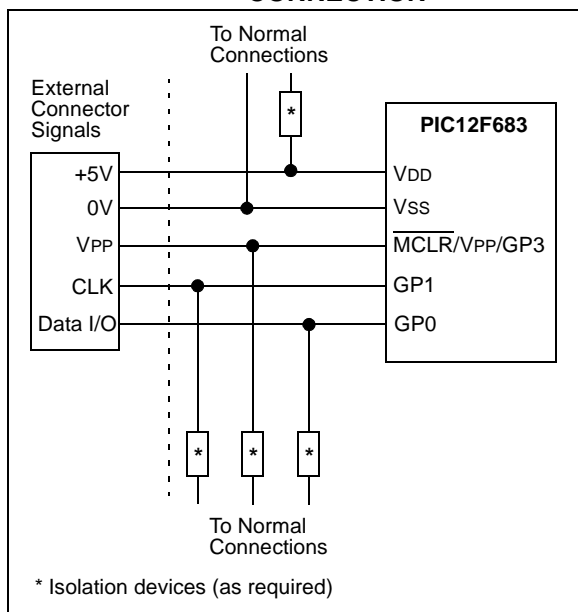 To Normal
Connections
External
Connector
Signals
*
PIC12F683
+5V
VDD
0V
VSS
VPP
MCLR/VPP/GP3
CLK
GP1
Data I/O
GP0
* * *
To Normal
Connections
* Isolation devices (as required)